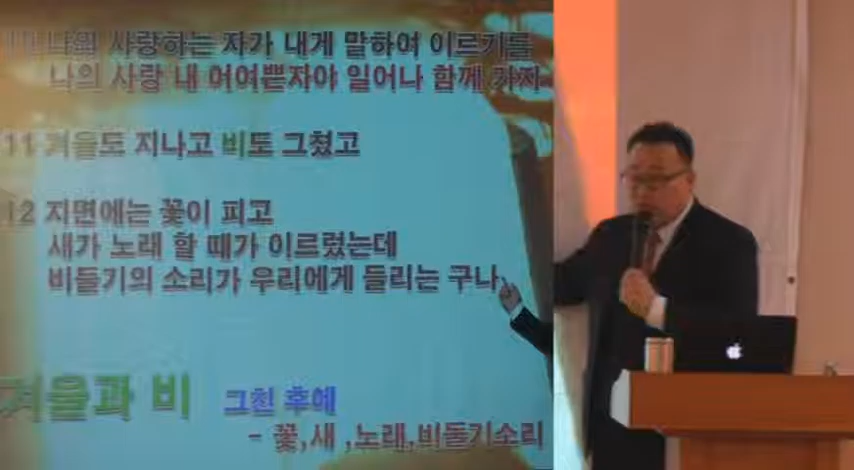 나의 사랑하는 자가 내게 말하여 이르기를
나의 사랑 내 어여쁜자야 일어나 함께 가자
11 겨울도 지나고 비도 그쳤고
12 지면에는 꽃이 피고
새가 노래 할 때가 이르렀는데
비들기의 소리가 우리에게 들리는 구나
겨울과 비 그친 후에
- 꽃,새 ,노래,비둘기소리